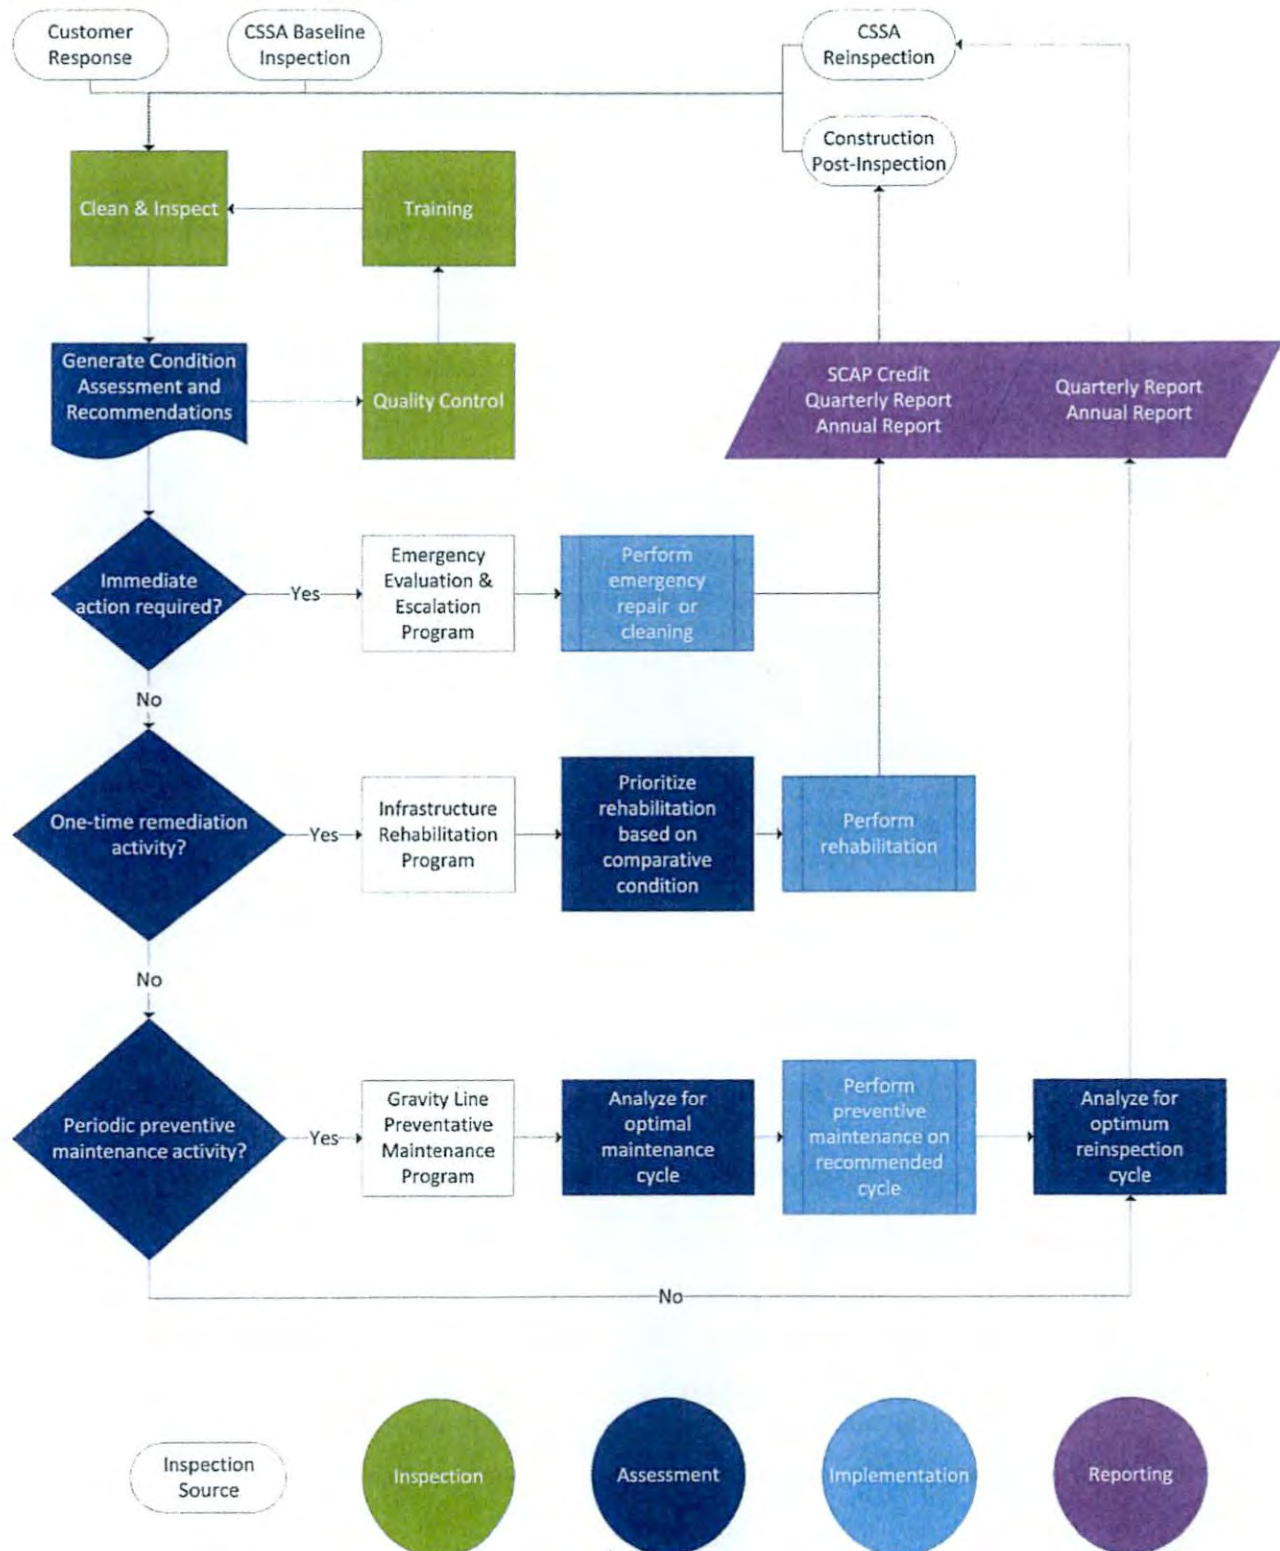 Customer
Response
CSSA Baseline
Inspection
CSSA
Reinspection
Construction
Post-Inspection
Clean & Inspect
Training
Generate Condition
Assessment and
Recommendations
Quality Control
SCAP Credit
Quarterly Report
Annual Report
Quarterly Report
Annual Report
Immediate
action required?
Yes
Emergency
Evaluation &
Escalation
Program
Perform
emergency
repair or
cleaning
No
One-time remediation
activity?
Yes
Infrastructure
Rehabilitation
Program
Prioritize
rehabilitation
based on
comparative
condition
Perform
rehabilitation
No
Periodic preventive
maintenance activity?
Yes
Gravity Line
Preventative
Maintenance
Program
Analyze for
optimal
maintenance
cycle
Perform
preventive
maintenance on
recommended
cycle
Analyze for
optimum
reinspection
cycle
No
Inspection
Source
Inspection
Assessment
Implementation
Reporting